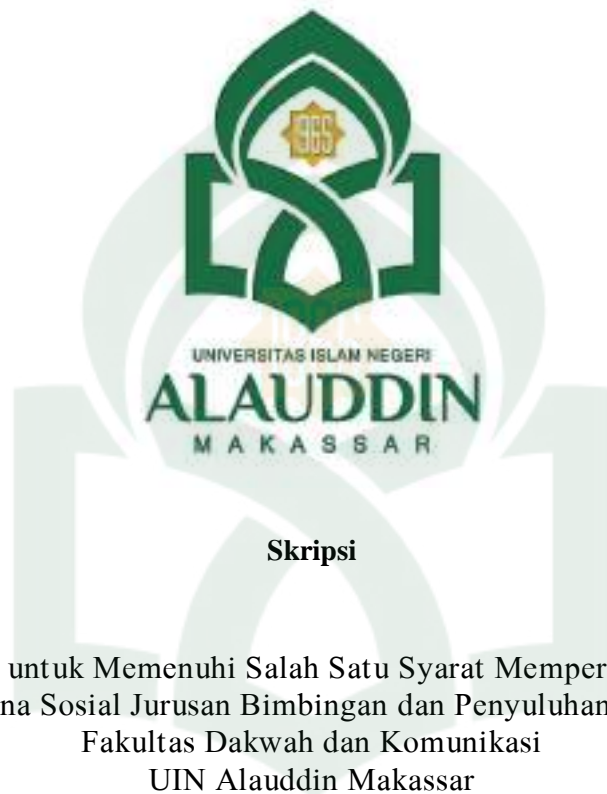 1965
UNIVERSITAS ISLAM NEGERI
ALAUDDIN
MAKASSAR
Skripsi
untuk Memenuhi Salah Satu Syarat Memper
na Sosial Jurusan Bimbingan dan Penyuluhan
Fakultas Dakwah dan Komunikasi
UIN Alauddin Makassar